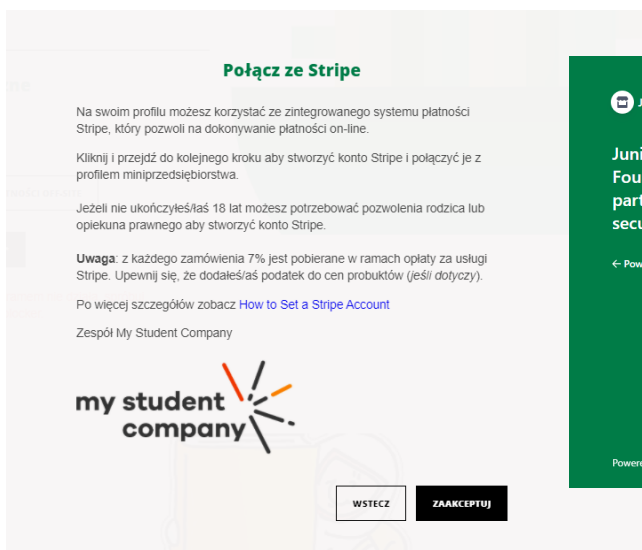 Połącz ze Stripe
Na swoim profilu możesz korzystać ze zintegrowanego systemu płatności
Stripe, który pozwoli na dokonywanie płatności on-line.
Kliknij i przejdź do kolejnego kroku aby stworzyć konto Stripe i połączyć je z
profilem miniprzedsiębiorstwa.
Jeżeli nie ukończyłeś/łaś 18 lat możesz potrzebować pozwolenia rodzica lub
opiekuna prawnego aby stworzyć konto Stripe.
Uwaga: z każdego zamówienia 7% jest pobierane w ramach opłaty za usługi
Stripe. Upewnij się, że dodałeś/aś podatek do cen probuktów (jeśli dotyczy).
Po więcej szczegółów zobacz How to Set a Stripe Account
Zespół My Student Company
my student
company
WSTECZ
ZAAKCEPTUJ
J
Juni
Fou
part
secu
← Pow
Powere